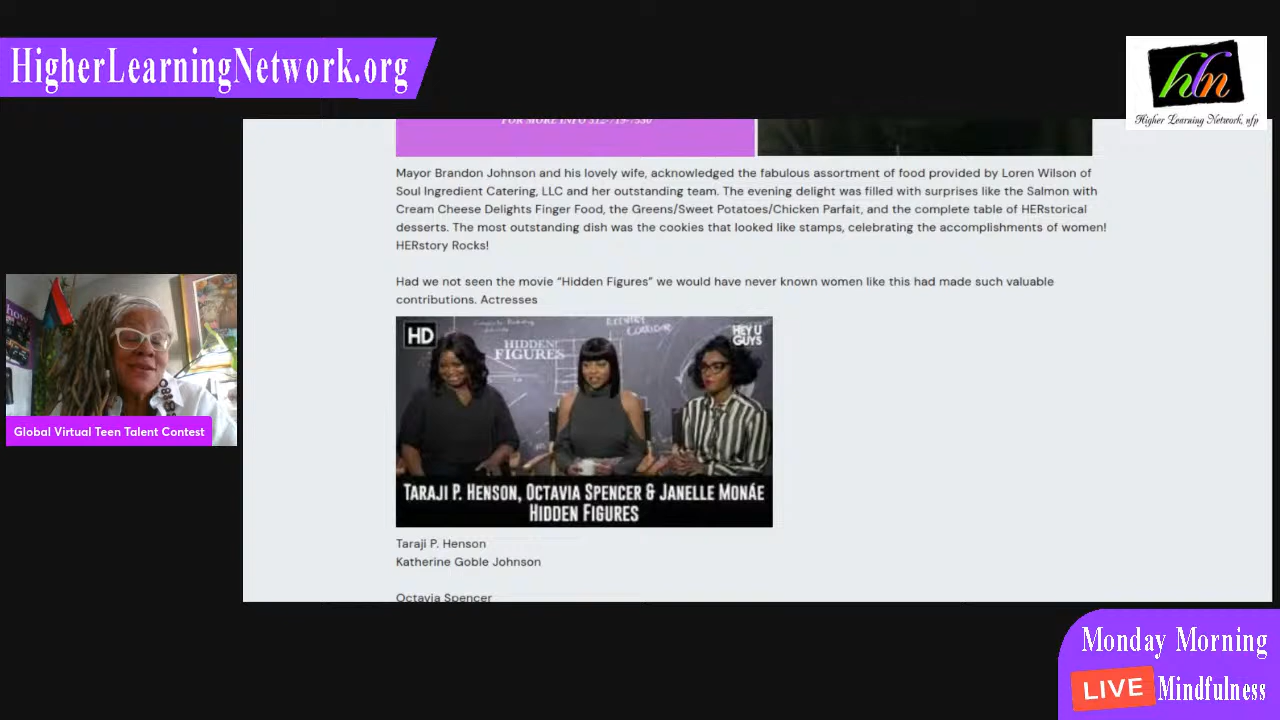 HigherLearningNetwork.org
hln
Higher Learning Network, nfp
FOR MORE INFO 312-719-7330
Mayor Brandon Johnson and his lovely wife, acknowledged the fabulous assortment of food provided by Loren Wilson of
Soul Ingredient Catering, LLC and her outstanding team. The evening delight was filled with surprises like the Salmon with
Cream Cheese Delights Finger Food, the Greens/Sweet Potatoes/Chicken Parfait, and the complete table of HERstorical
desserts. The most outstanding dish was the cookies that looked like stamps, celebrating the accomplishments of women!
HERstory Rocks!
Had we not seen the movie “Hidden Figures” we would have never known women like this had made such valuable
contributions. Actresses
HD
HIDDEN
FIGURES
HEY U
GUYS
TARAJI P. HENSON, OCTAVIA SPENCER & JANELLE MONÁE
HIDDEN FIGURES
Taraji P. Henson
Katherine Goble Johnson
Octavia Spencer
Global Virtual Teen Talent Contest
Monday Morning
LIVE Mindfulness